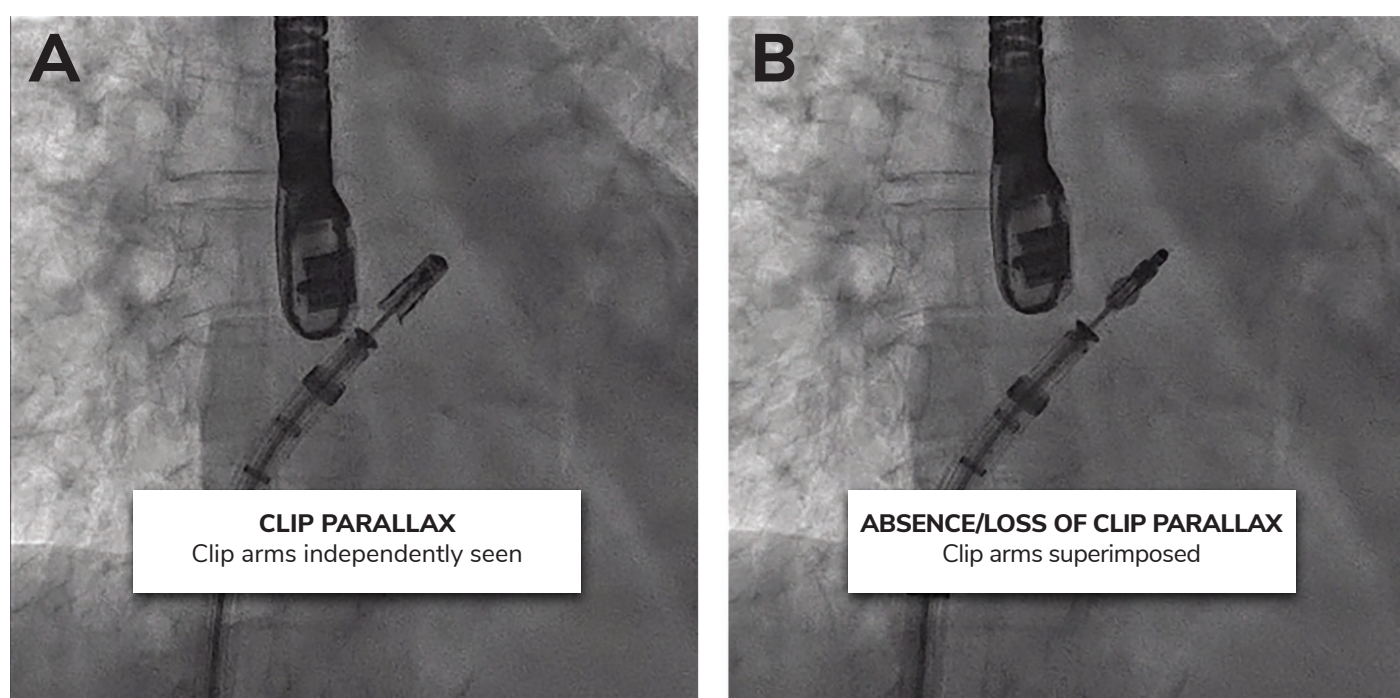 A
B
CLIP PARALLAX
Clip arms independently seen
ABSENCE/LOSS OF CLIP PARALLAX
Clip arms superimposed